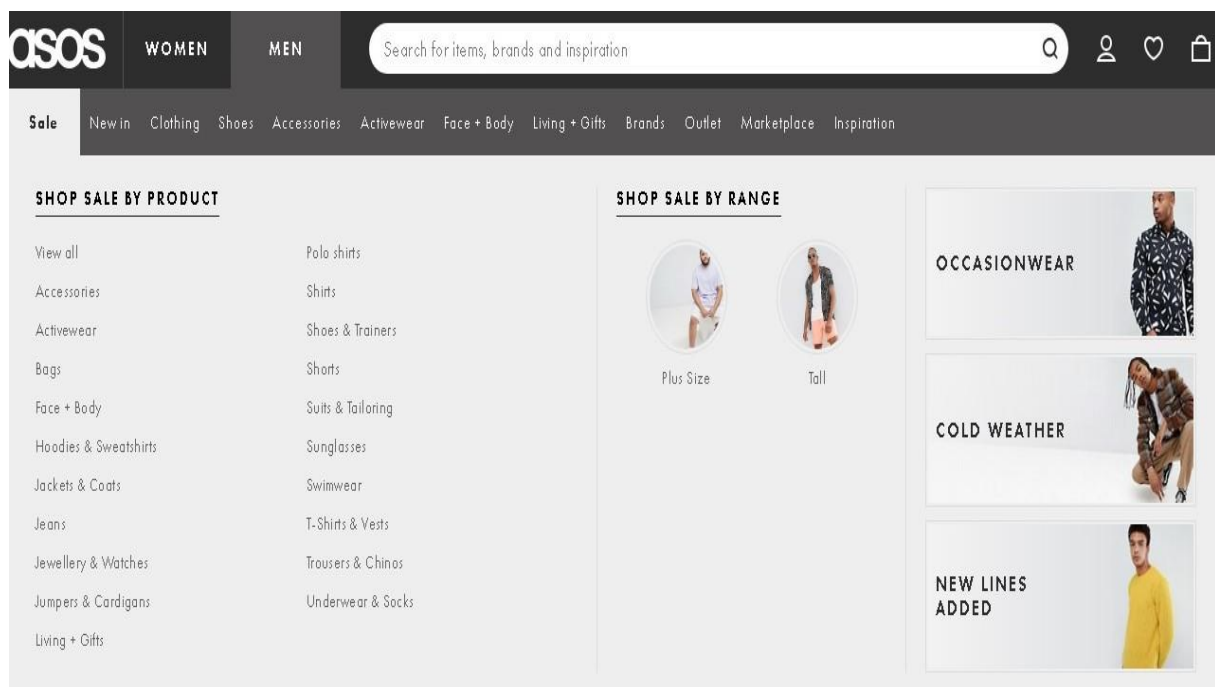 asos
WOMEN
MEN
Search for items, brands and inspiration
Sale
New in
Clothing
Shoes
Accessories
Activewear
Face + Body
Living + Gifts
Brands
Outlet
Marketplace
Inspiration
SHOP SALE BY PRODUCT
View all
Accessories
Activewear
Bags
Face + Body
Hoodies & Sweatshirts
Jackets & Coats
Jeans
Jewellery & Watches
Jumpers & Cardigans
Living + Gifts
Polo shirts
Shirts
Shoes & Trainers
Shorts
Suits & Tailoring
Sunglasses
Swimwear
T-Shirts & Vests
Trousers & Chinos
Underwear & Socks
SHOP SALE BY RANGE
Plus Size
Tall
OCCASIONWEAR
COLD WEATHER
NEW LINES
ADDED